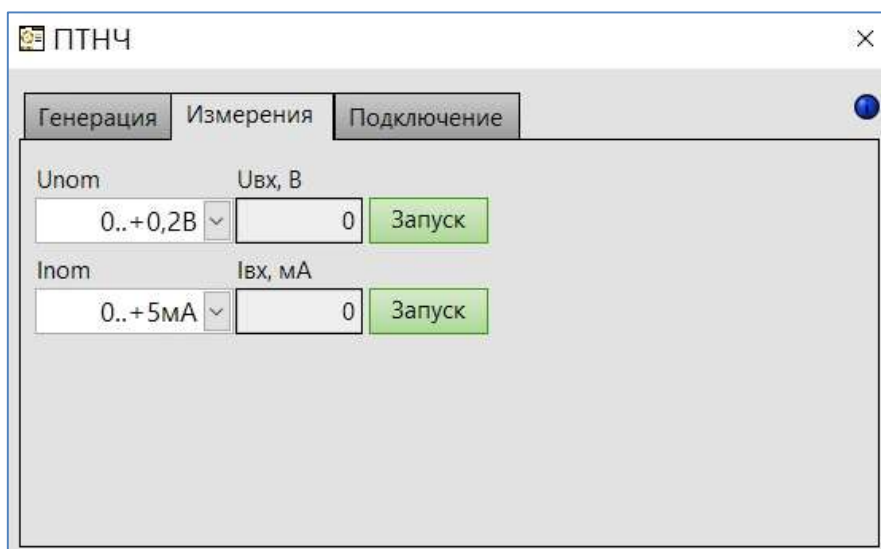 ПТНЧ
Генерация Измерения Подключение
Unom Uвх, В
0..+0,2В 0 Запуск
Inom Iвх, мА
0..+5мА 0 Запуск